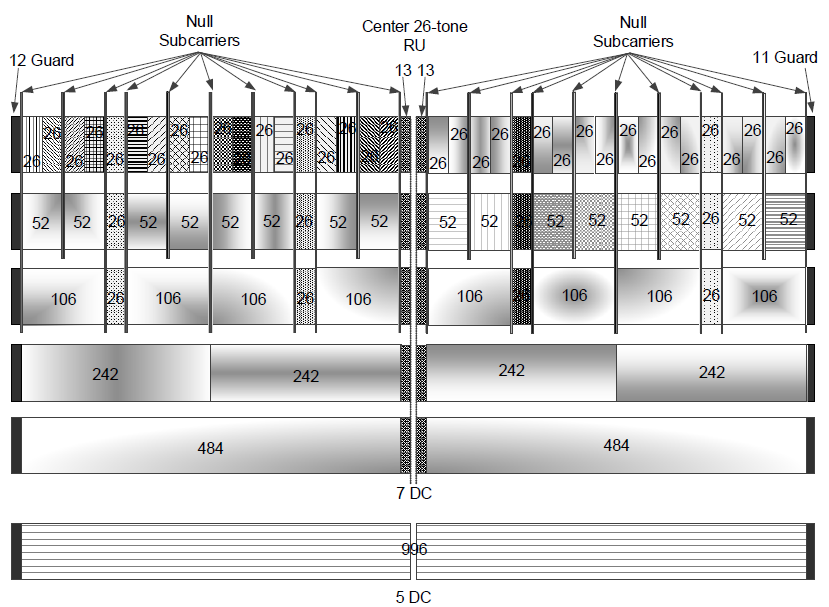 Null
Subcarriers
Center 26-tone
RU
Null
Subcarriers
12 Guard
13 13
11 Guard
26 26 26 26 26 26 26 26 26 26 26 26 26 26 26 26 26 26
26 26 26 26 26 26 26 26 26 26 26 26 26 26 26 26 26 26
52 52 26 52 52 52 52 26 52 52 52 52 26 52 52 52 52 26 52 52
106 26 106 106 26 106 106 26 106 106 26 106
242 242 242 242
484 484
7 DC
996
5 DC